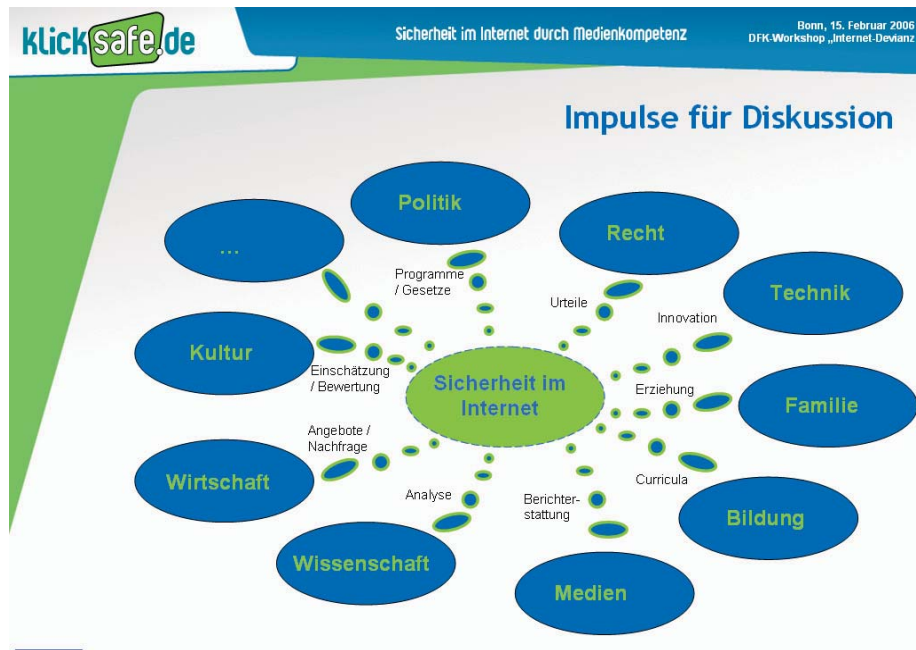 klicksafe.de
Sicherheit im Internet durch Medienkompetenz
Bonn, 15. Februar 2006
DFK-Workshop „Internet-Devianz
Impulse für Diskussion
Politik
Recht
...
Programme
/ Gesetze
Urteile
Technik
Innovation
Kultur
Einschätzung
/ Bewertung
Sicherheit im
Internet
Erziehung
Familie
Angebote /
Nachfrage
Wirtschaft
Analyse
Berichter-
stattung
Curricula
Bildung
Wissenschaft
Medien